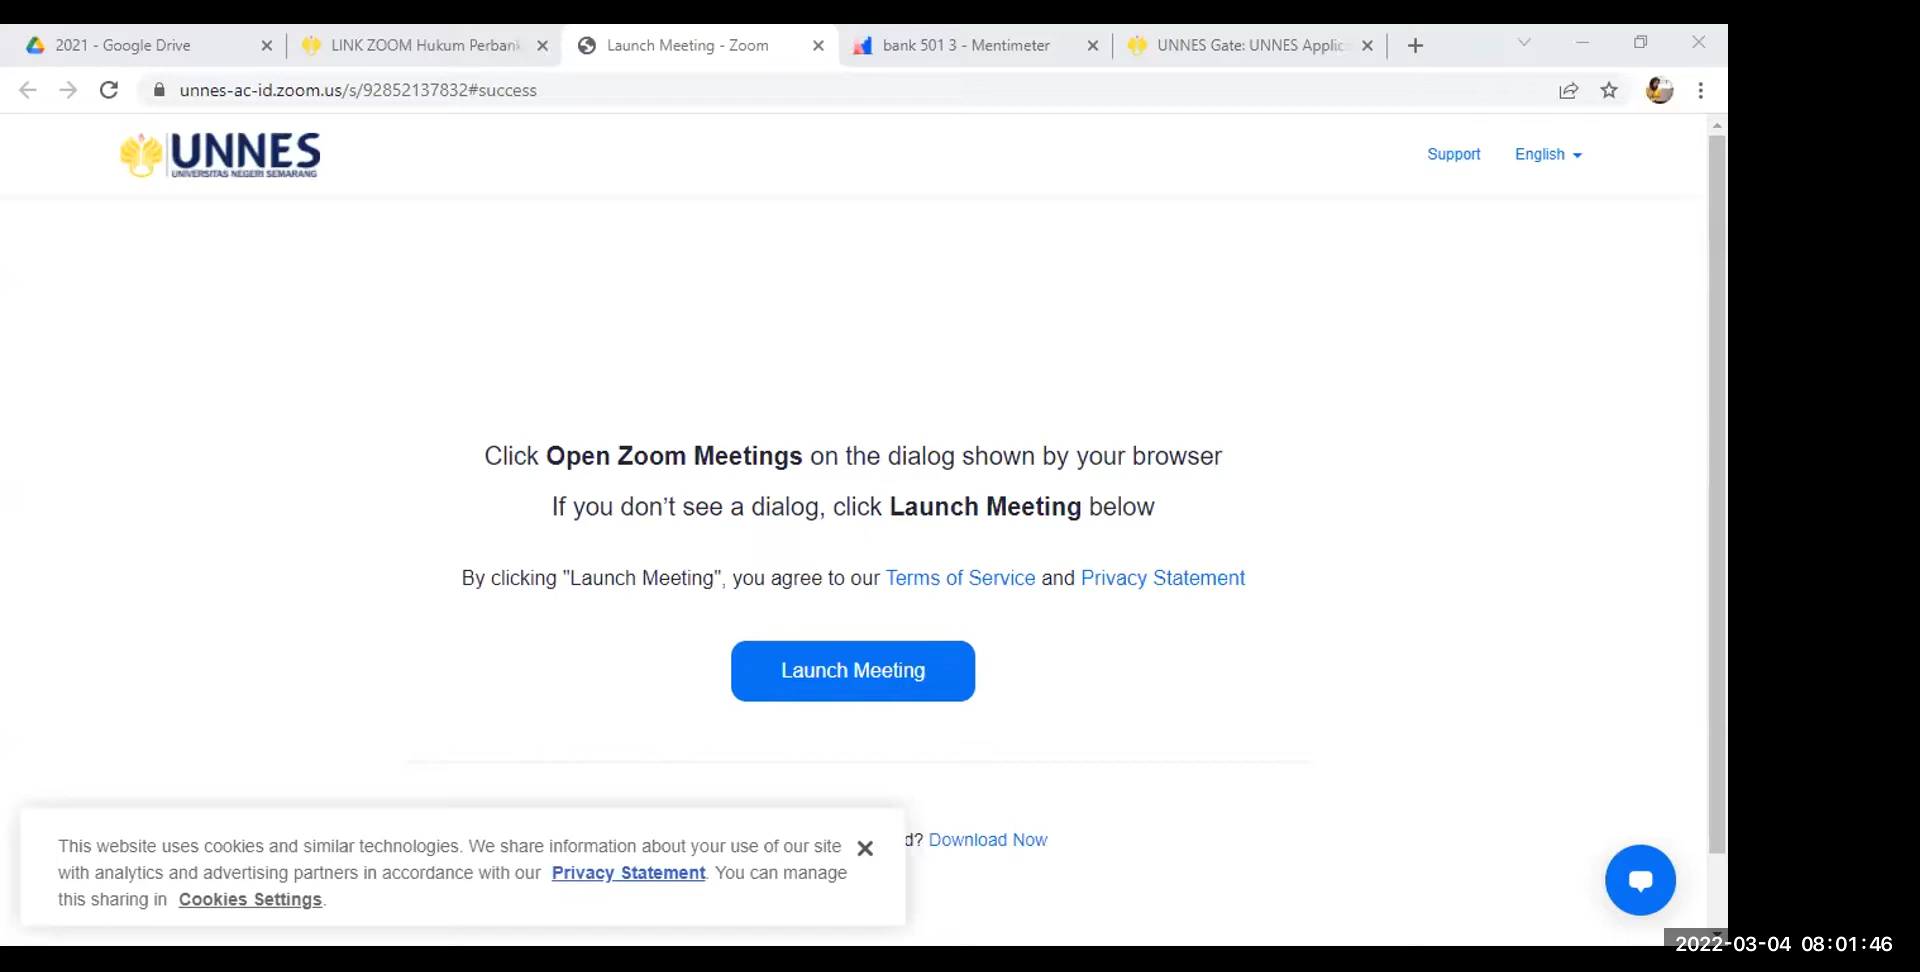 2021 - Google Drive
LINK ZOOM Hukum Perbank
Launch Meeting - Zoom
bank 501 3 - Mentimeter
UNNES Gate: UNNES Applic
unnes-ac-id.zoom.us/s/92852137832#success
UNNES
UNIVERSITAS NEGERI SEMARANG
Support
English
Click Open Zoom Meetings on the dialog shown by your browser
If you don’t see a dialog, click Launch Meeting below
By clicking "Launch Meeting", you agree to our Terms of Service and Privacy Statement
Launch Meeting
d? Download Now
This website uses cookies and similar technologies. We share information about your use of our site
with analytics and advertising partners in accordance with our Privacy Statement. You can manage
this sharing in Cookies Settings.
2022-03-04 08:01:46